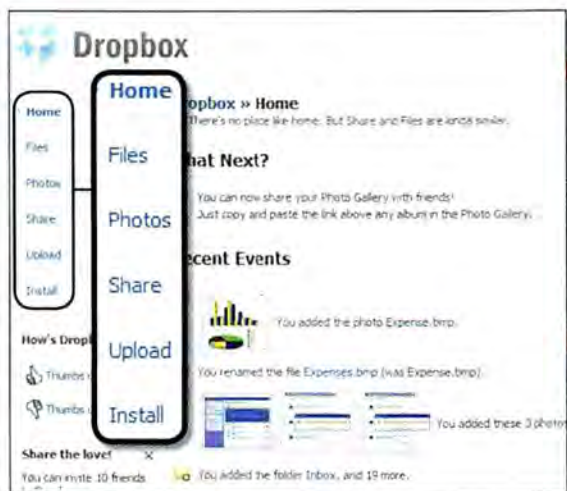 Dropbox
Home
Files
Photos
Share
Upload
Install
Home
Files
Photos
Share
Upload
Install
opbox » Home
There's no place like home. But Share and Files are kinda similar.
hat Next?
You can now share your Photo Gallery with friends!
Just copy and paste the link above any album in the Photo Gallery.
ecent Events
You added the photo Expense.bmp.
You renamed the file Expenses.bmp (was Expense.bmp).
You added these 3 photos
You added the folder Inbox, and 19 more.
How's Drop
Thumbs
Thumbs
Share the love! ×
You can invite 10 friends